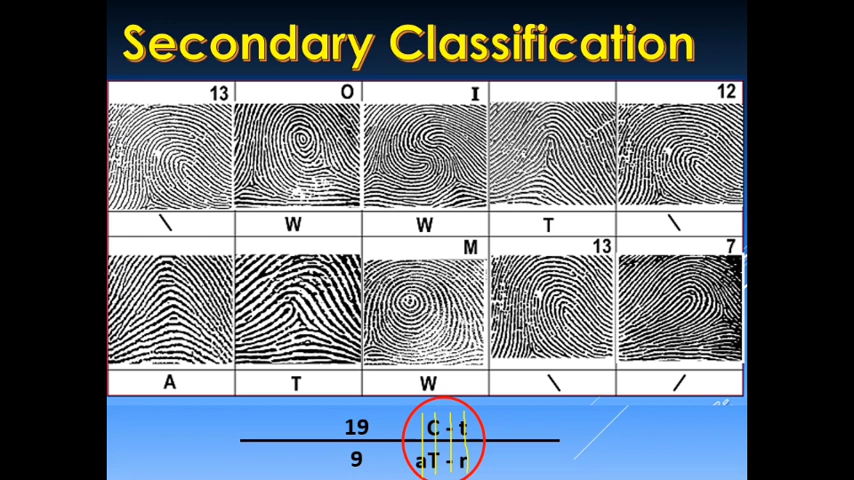 Secondary Classification
13 O I 12
\ W W T \
M 13 7
A T W \ /
19 C - t
9 aT - r